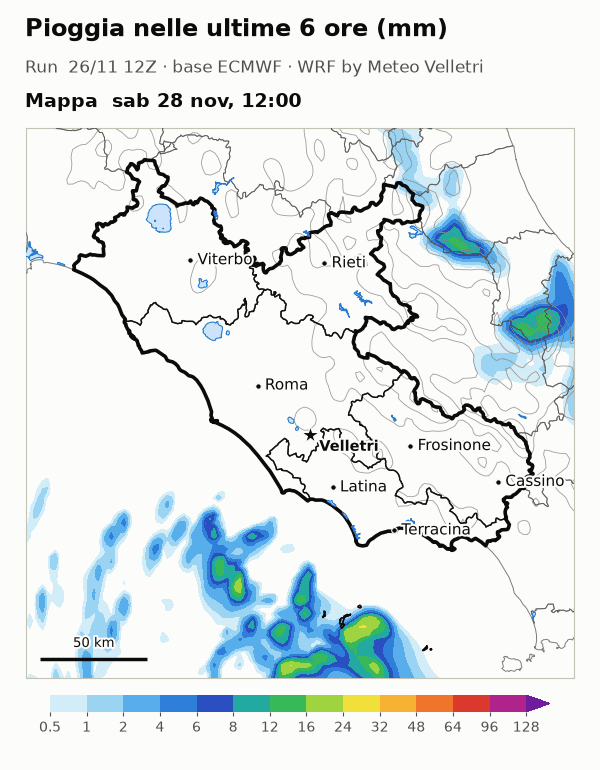 Pioggia nelle ultime 6 ore (mm)
Run  26/11 12Z · base ECMWF · WRF by Meteo Velletri
Mappa  sab 28 nov, 12:00
Viterbo
Rieti
Roma
Velletri
Frosinone
Latina
Cassino
Terracina
50 km
0.5 1 2 4 6 8 12 16 24 32 48 64 96 128